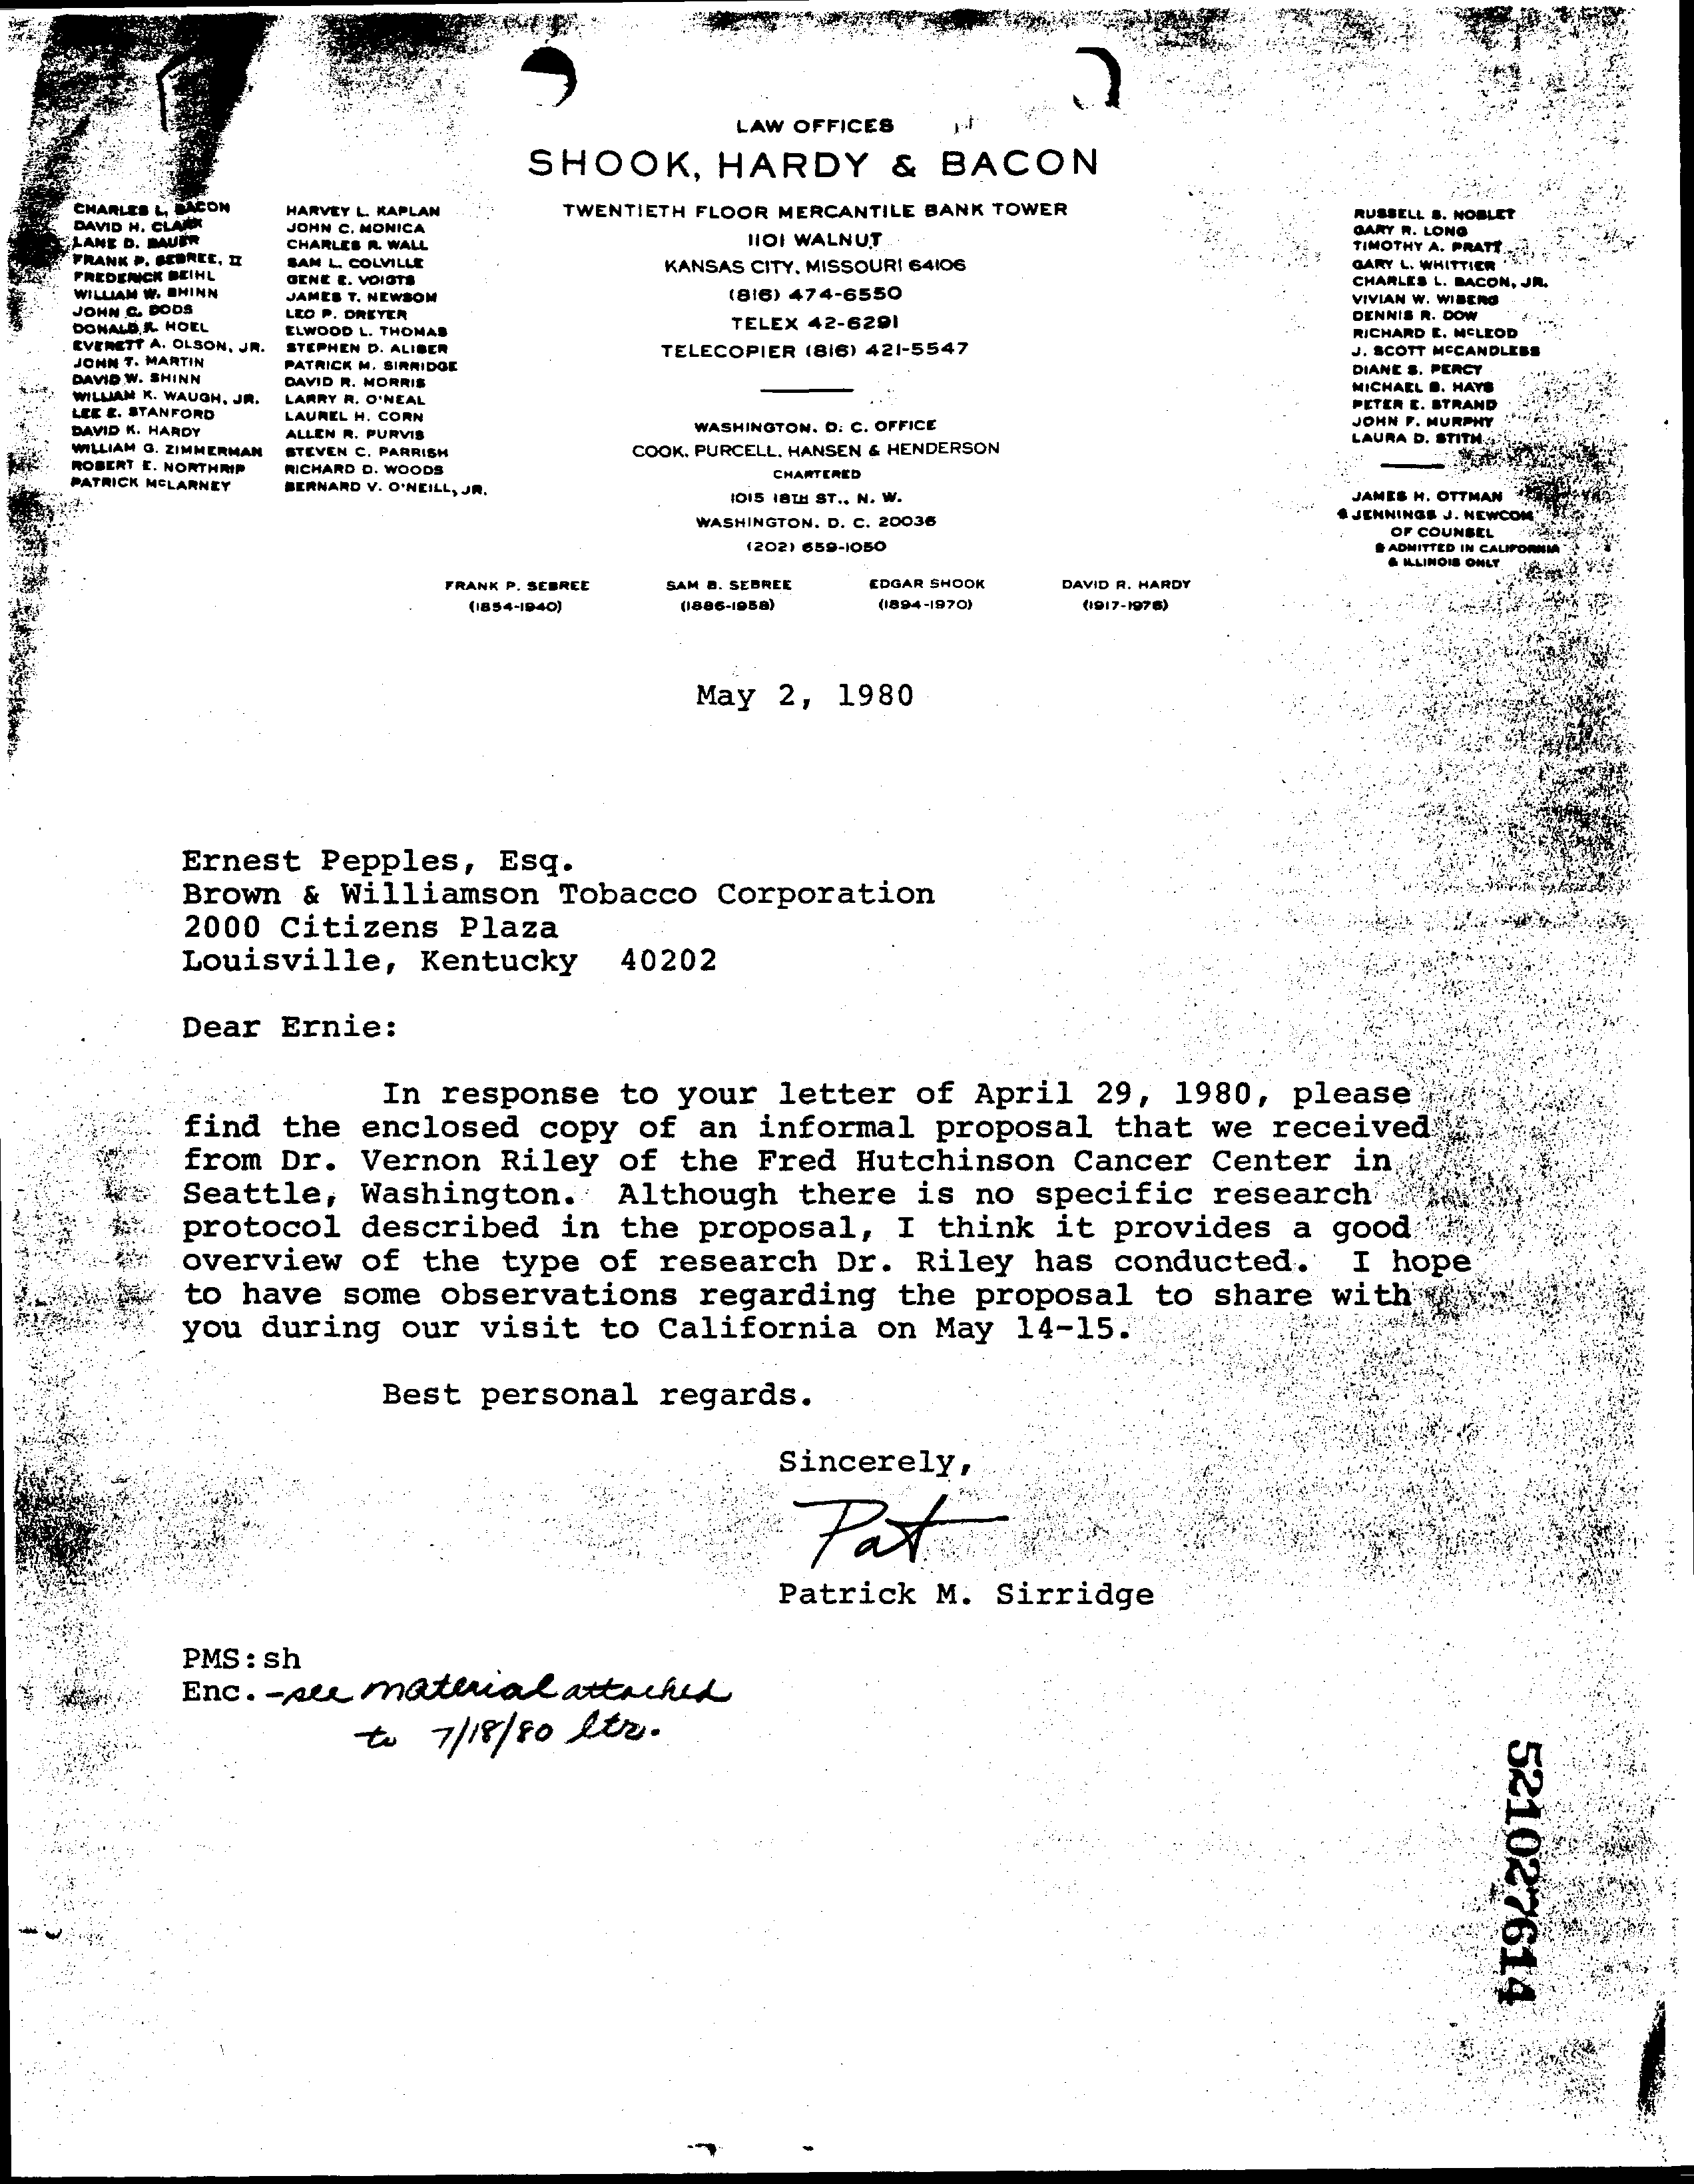 LAW OFFICES
SHOOK, HARDY & BACON
TWENTIETH FLOOR MERCANTILE BANK TOWER
1101 WALNUT
KANSAS CITY, MISSOURI 64106
(816) 474-6550
TELEX 42-6291
TELECOPIER (816) 421-5547
WASHINGTON, D. C. OFFICE
COOK, PURCELL, HANSEN & HENDERSON
CHARTERED
1015 18TH ST., N. W.
WASHINGTON, D. C. 20036
(202) 659-1050
CHARLES L. BACON
DAVID H. CLARK
LANE D. BAUER
FRANK P. SEBREE, II
FREDERICK BEIHL
WILLIAM W. SHINN
JOHN C. DODS
DONALD K. HOEL
EVERETT A. OLSON, JR.
JOHN T. MARTIN
DAVID W. SHINN
WILLIAM K. WAUGH, JR.
LEE E. STANFORD
DAVID K. HARDY
WILLIAM G. ZIMMERMAN
ROBERT E. NORTHRIP
PATRICK McLARNEY
HARVEY L. KAPLAN
JOHN C. MONICA
CHARLES R. WALL
SAM L. COLVILLE
GENE E. VOIGTS
JAMES T. NEWSOM
LEO P. DREYER
ELWOOD L. THOMAS
STEPHEN D. ALIBER
PATRICK M. SIRRIDGE
DAVID R. MORRIS
LARRY R. O'NEAL
LAUREL H. CORN
ALLEN R. PURVIS
STEVEN C. PARRISH
RICHARD D. WOODS
BERNARD V. O'NEILL, JR.
RUSSELL S. NOBLET
GARY R. LONG
TIMOTHY A. PRATT
GARY L. WHITTIER
CHARLES L. BACON, JR.
VIVIAN W. WIBERG
DENNIS R. DOW
RICHARD E. McLEOD
J. SCOTT McCANDLESS
DIANE S. PERCY
MICHAEL B. HAYS
PETER E. STRAND
JOHN F. MURPHY
LAURA D. STITH
JAMES H. OTTMAN
JENNINGS J. NEWCOM
OF COUNSEL
ADMITTED IN CALIFORNIA
& ILLINOIS ONLY
FRANK P. SEBREE SAM B. SEBREE EDGAR SHOOK DAVID R. HARDY
(1854-1940) (1886-1958) (1894-1970) (1917-1976)
May 2, 1980
Ernest Pepples, Esq.
Brown & Williamson Tobacco Corporation
2000 Citizens Plaza
Louisville, Kentucky 40202
Dear Ernie:
In response to your letter of April 29, 1980, please
find the enclosed copy of an informal proposal that we received
from Dr. Vernon Riley of the Fred Hutchinson Cancer Center in
Seattle, Washington. Although there is no specific research
protocol described in the proposal, I think it provides a good
overview of the type of research Dr. Riley has conducted. I hope
to have some observations regarding the proposal to share with
you during our visit to California on May 14-15.
Best personal regards.
Sincerely,
Pat
Patrick M. Sirridge
PMS:sh
Enc. - see material attached
to 7/18/80 ltr.
521027614